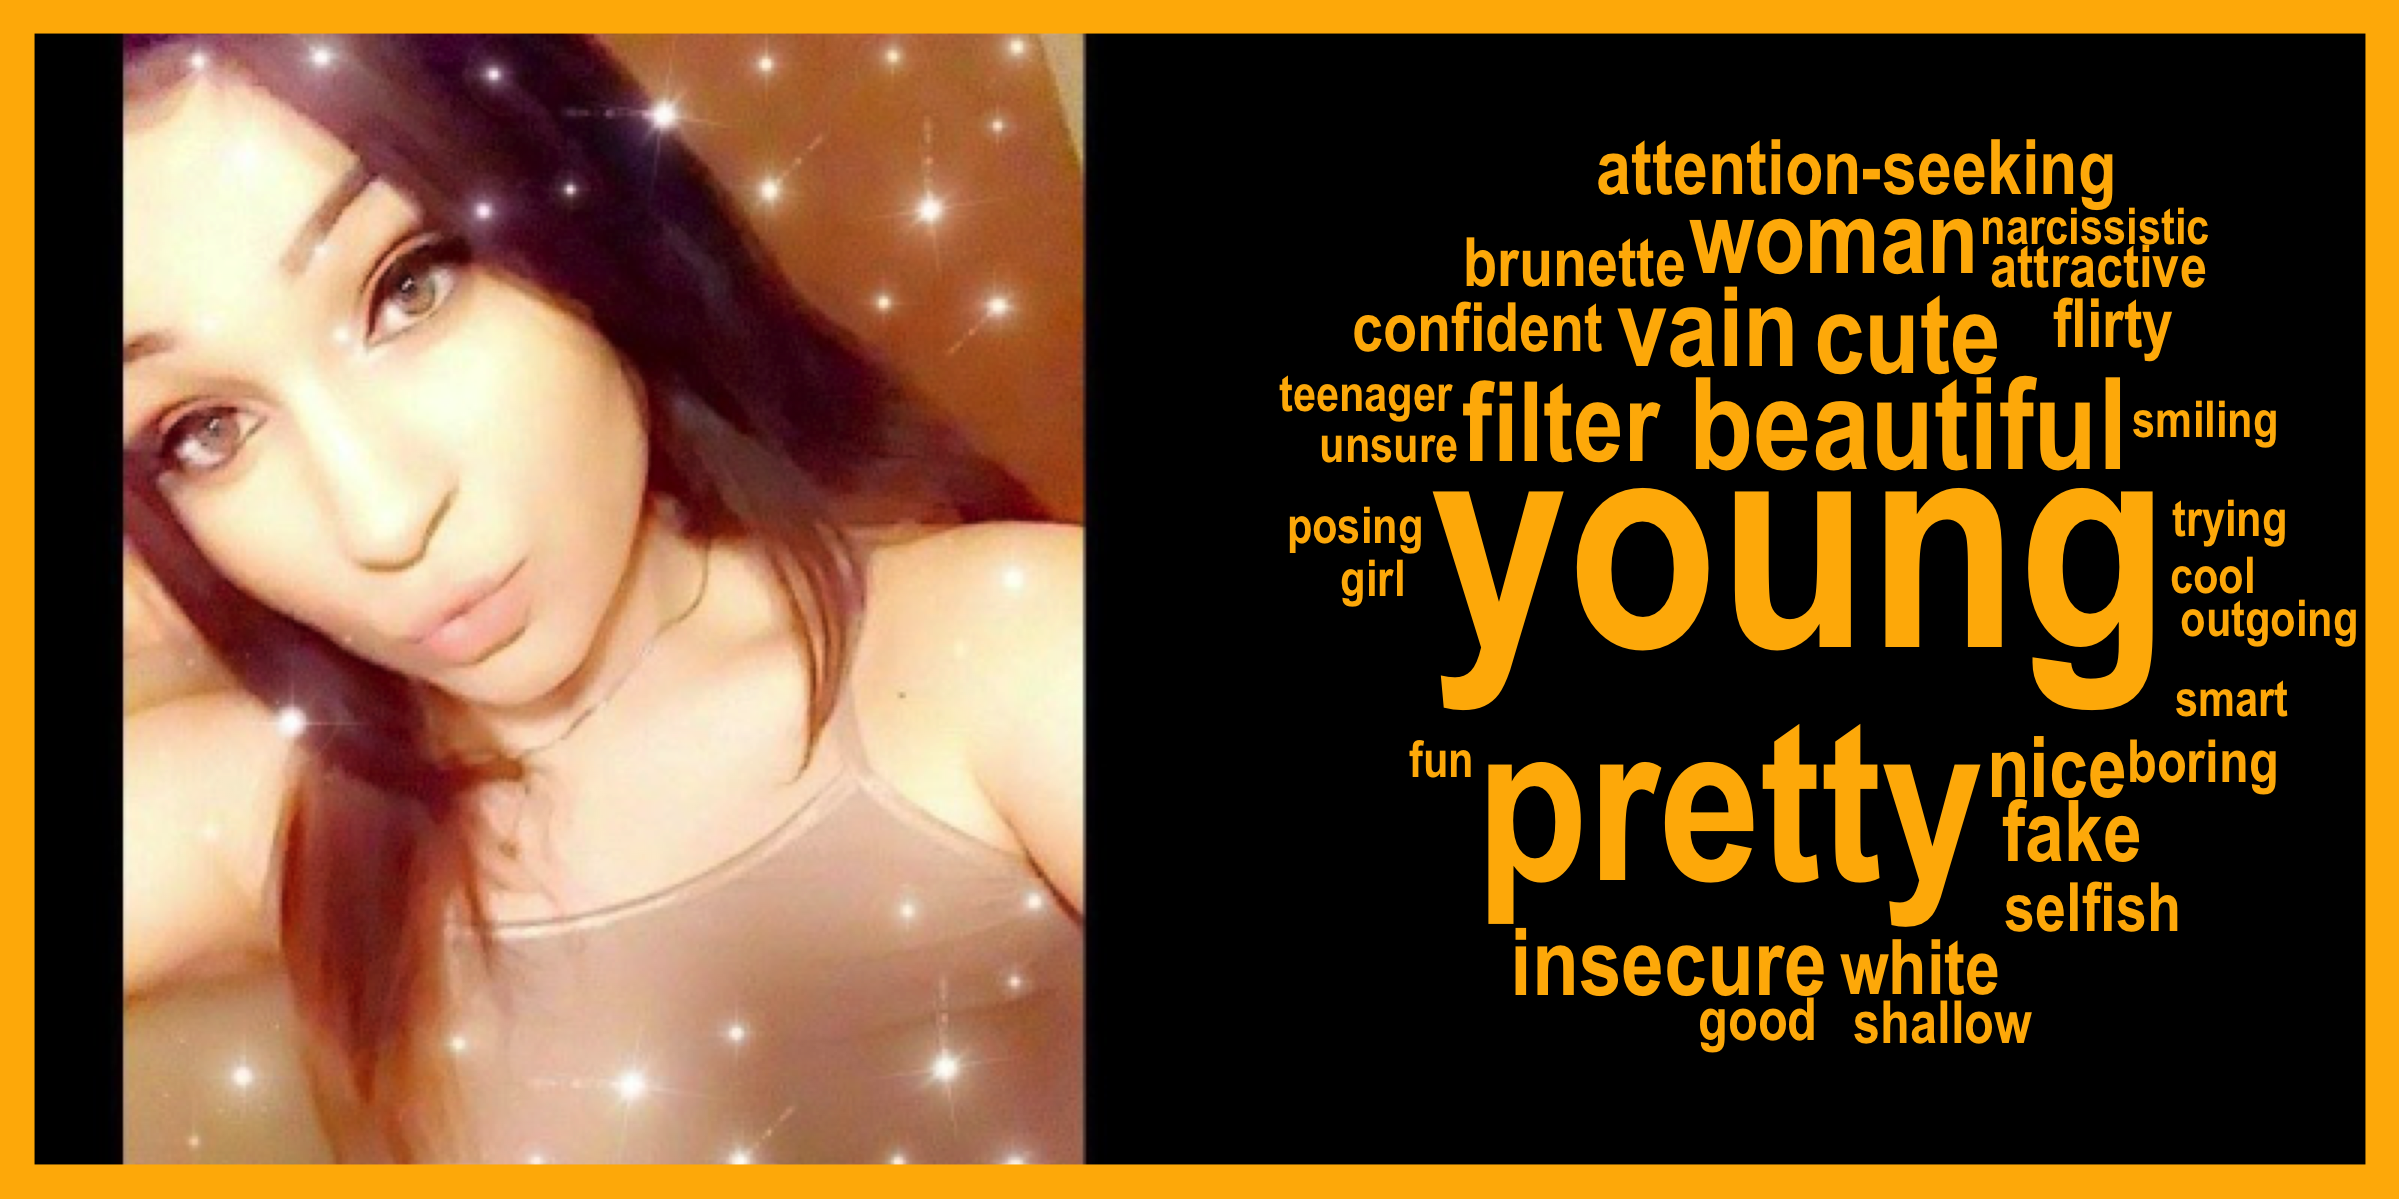 attention-seeking
brunette woman narcissistic
attractive
confident vain cute flirty
teenager filter beautiful smiling
unsure
posing young trying
girl cool
outgoing
smart
fun pretty nice boring
fake
selfish
insecure white
good shallow